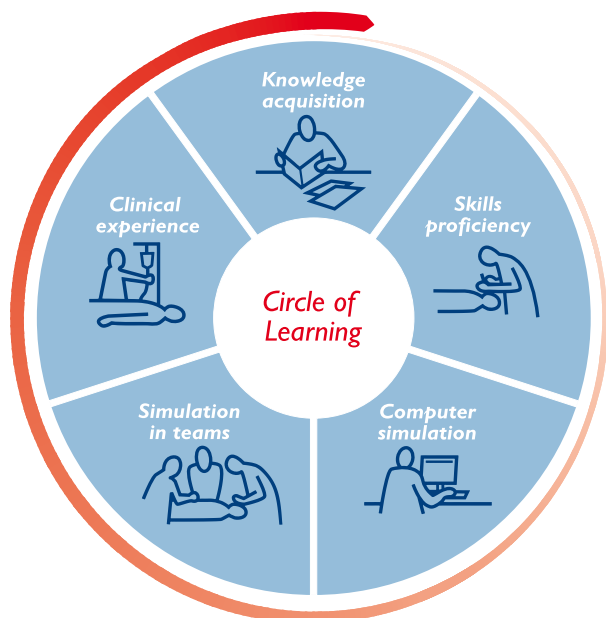 Knowledge
acquisition
Skills
proficiency
Computer
simulation
Simulation
in teams
Clinical
experience
Circle of
Learning